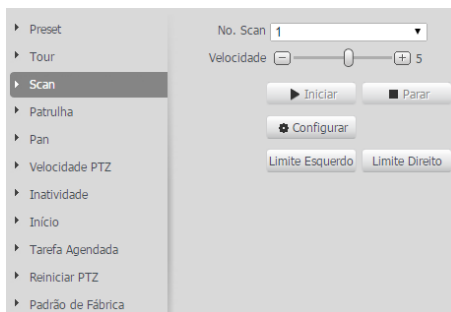 Preset
Tour
Scan
Patrulha
Pan
Velocidade PTZ
Inatividade
Início
Tarefa Agendada
Reiniciar PTZ
Padrão de Fábrica
No. Scan 1
Velocidade 5
Iniciar Parar
Configurar
Limite Esquerdo Limite Direito